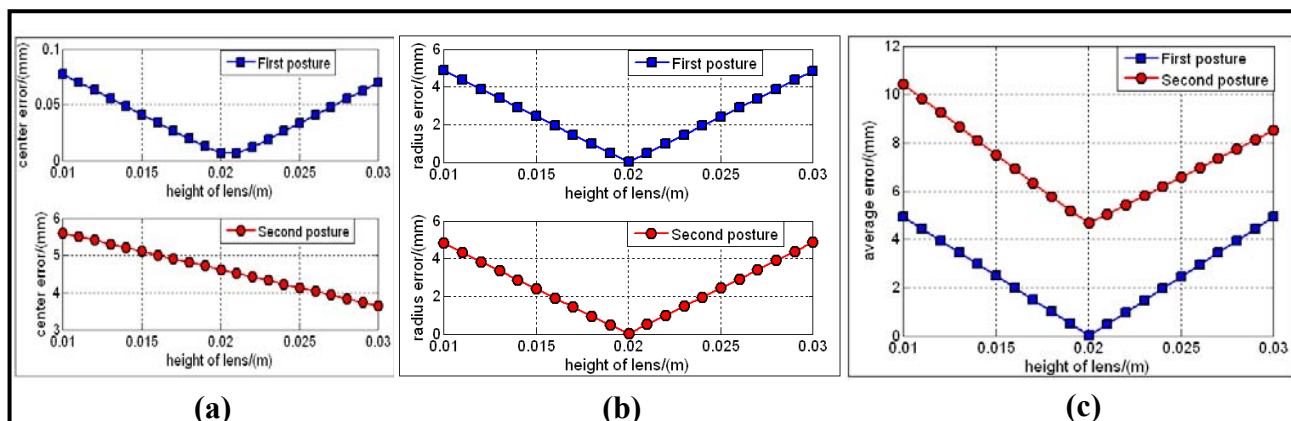 0.1
0.05
0
center error/(mm)
First posture
0.01 0.015 0.02 0.025 0.03
height of lens/(m)
6
5
4
3
center error/(mm)
Second posture
0.01 0.015 0.02 0.025 0.03
height of lens/(m)
(a)
6
4
2
0
radius error/(mm)
First posture
0.01 0.015 0.02 0.025 0.03
height of lens/(m)
6
4
2
0
radius error/(mm)
Second posture
0.01 0.015 0.02 0.025 0.03
height of lens/(m)
(b)
12
10
8
6
4
2
0
average error/(mm)
First posture
Second posture
0.01 0.015 0.02 0.025 0.03
height of lens/(m)
(c)